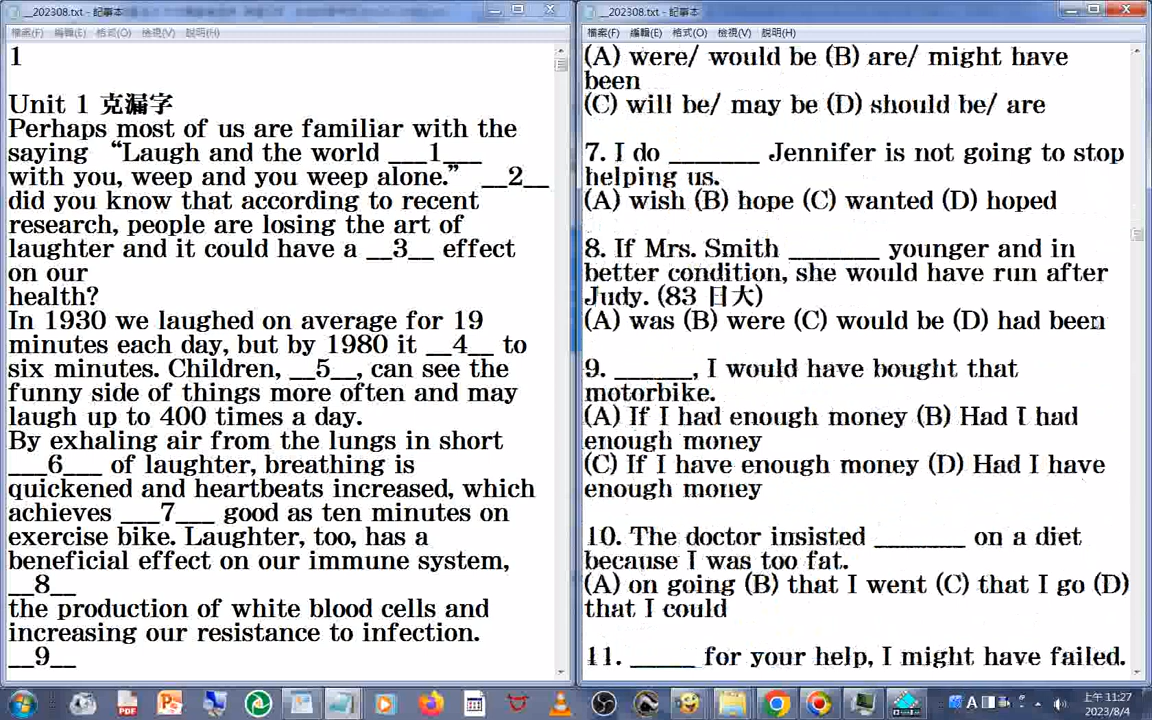 __202308.txt - 記事本
檔案(F) 編輯(E) 格式(O) 檢視(V) 說明(H)
1
Unit 1 克漏字
Perhaps most of us are familiar with the
saying “Laugh and the world ___1___
with you, weep and you weep alone.” __2__
did you know that according to recent
research, people are losing the art of
laughter and it could have a __3__ effect
on our
health?
In 1930 we laughed on average for 19
minutes each day, but by 1980 it __4__ to
six minutes. Children, __5__, can see the
funny side of things more often and may
laugh up to 400 times a day.
By exhaling air from the lungs in short
___6___ of laughter, breathing is
quickened and heartbeats increased, which
achieves ___7___ good as ten minutes on
exercise bike. Laughter, too, has a
beneficial effect on our immune system,
__8__
the production of white blood cells and
increasing our resistance to infection.
__9__
__202308.txt - 記事本
檔案(F) 編輯(E) 格式(O) 檢視(V) 說明(H)
(A) were/ would be (B) are/ might have
been
(C) will be/ may be (D) should be/ are
7. I do _______ Jennifer is not going to stop
helping us.
(A) wish (B) hope (C) wanted (D) hoped
8. If Mrs. Smith _______ younger and in
better condition, she would have run after
Judy. (83 日大)
(A) was (B) were (C) would be (D) had been
9. ______, I would have bought that
motorbike.
(A) If I had enough money (B) Had I had
enough money
(C) If I have enough money (D) Had I have
enough money
10. The doctor insisted _______ on a diet
because I was too fat.
(A) on going (B) that I went (C) that I go (D)
that I could
11. _____ for your help, I might have failed.
上午 11:27
2023/8/4